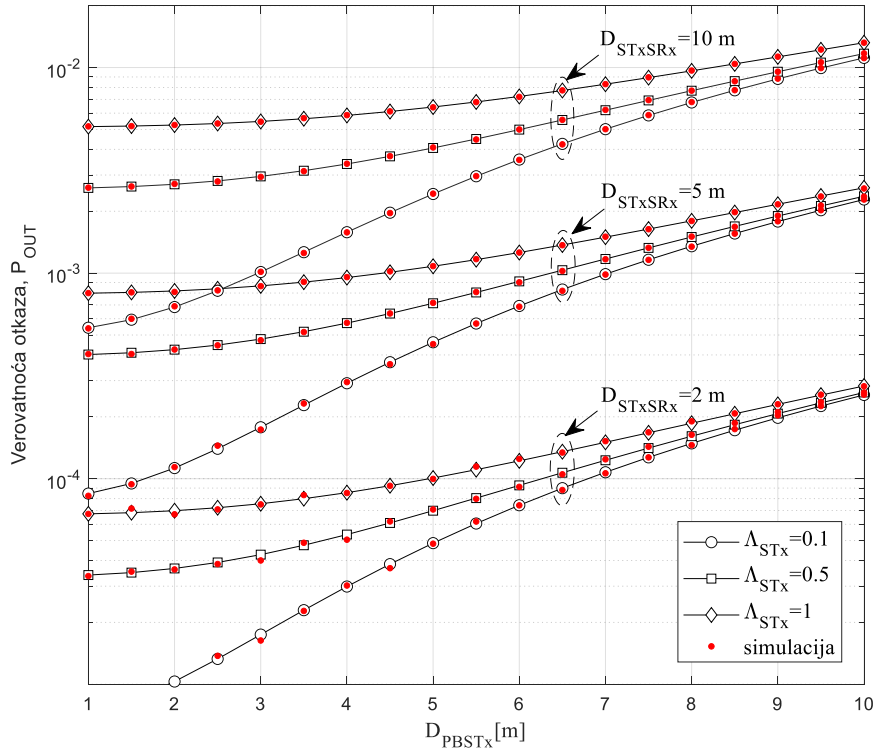 10^-2
10^-3
10^-4
Verovatnoća otkaza, P_OUT
D_STxSRx=10 m
D_STxSRx=5 m
D_STxSRx=2 m
Λ_STx=0.1
Λ_STx=0.5
Λ_STx=1
simulacija
1 2 3 4 5 6 7 8 9 10
D_PBSTx[m]